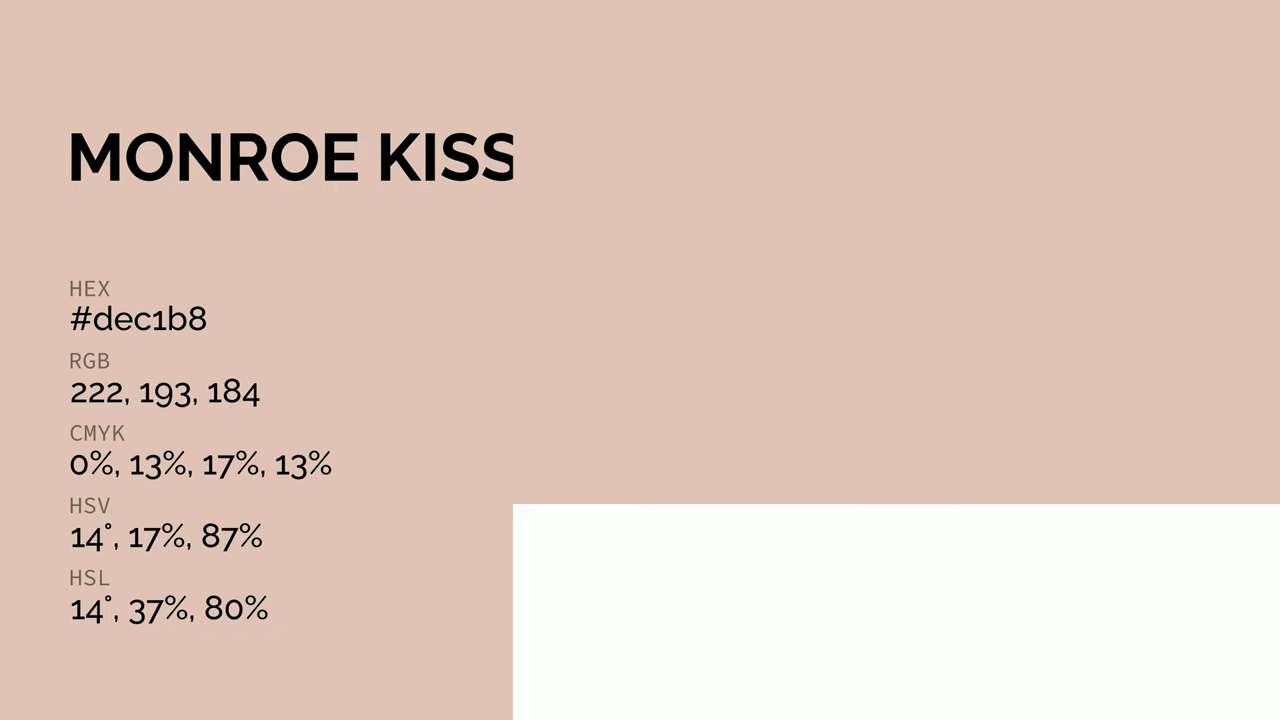 MONROE KISS
HEX
#dec1b8
RGB
222, 193, 184
CMYK
0%, 13%, 17%, 13%
HSV
14°, 17%, 87%
HSL
14°, 37%, 80%